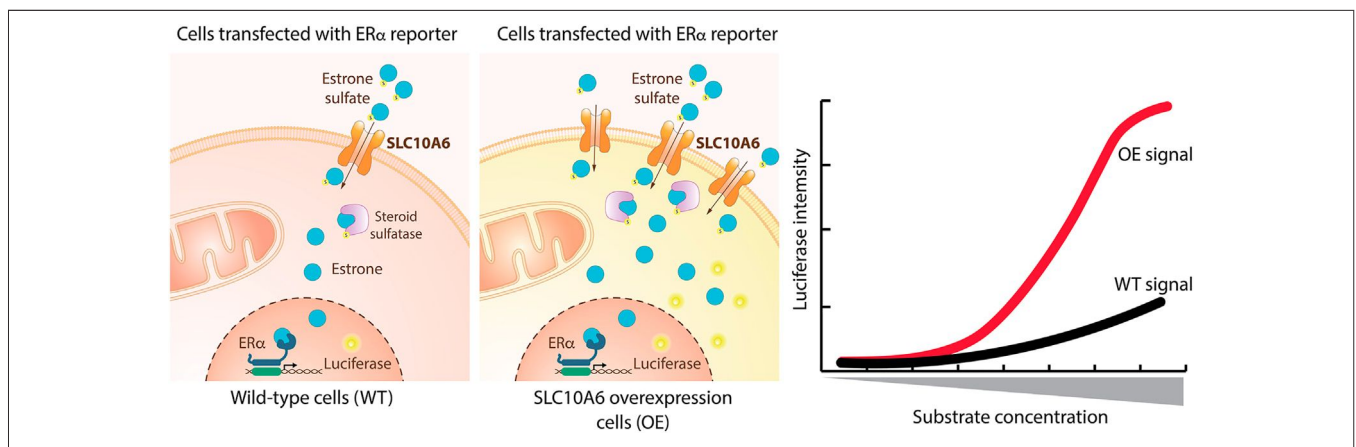 Cells transfected with ERα reporter
Estrone
sulfate
S
S
S
SLC10A6
S
Steroid
sulfatase
S
Estrone
ERα
Luciferase
Wild-type cells (WT)
Cells transfected with ERα reporter
Estrone
sulfate
S
S
S
S
SLC10A6
S
S
S
S
S
S
ERα
Luciferase
SLC10A6 overexpression
cells (OE)
Luciferase intemsity
OE signal
WT signal
Substrate concentration